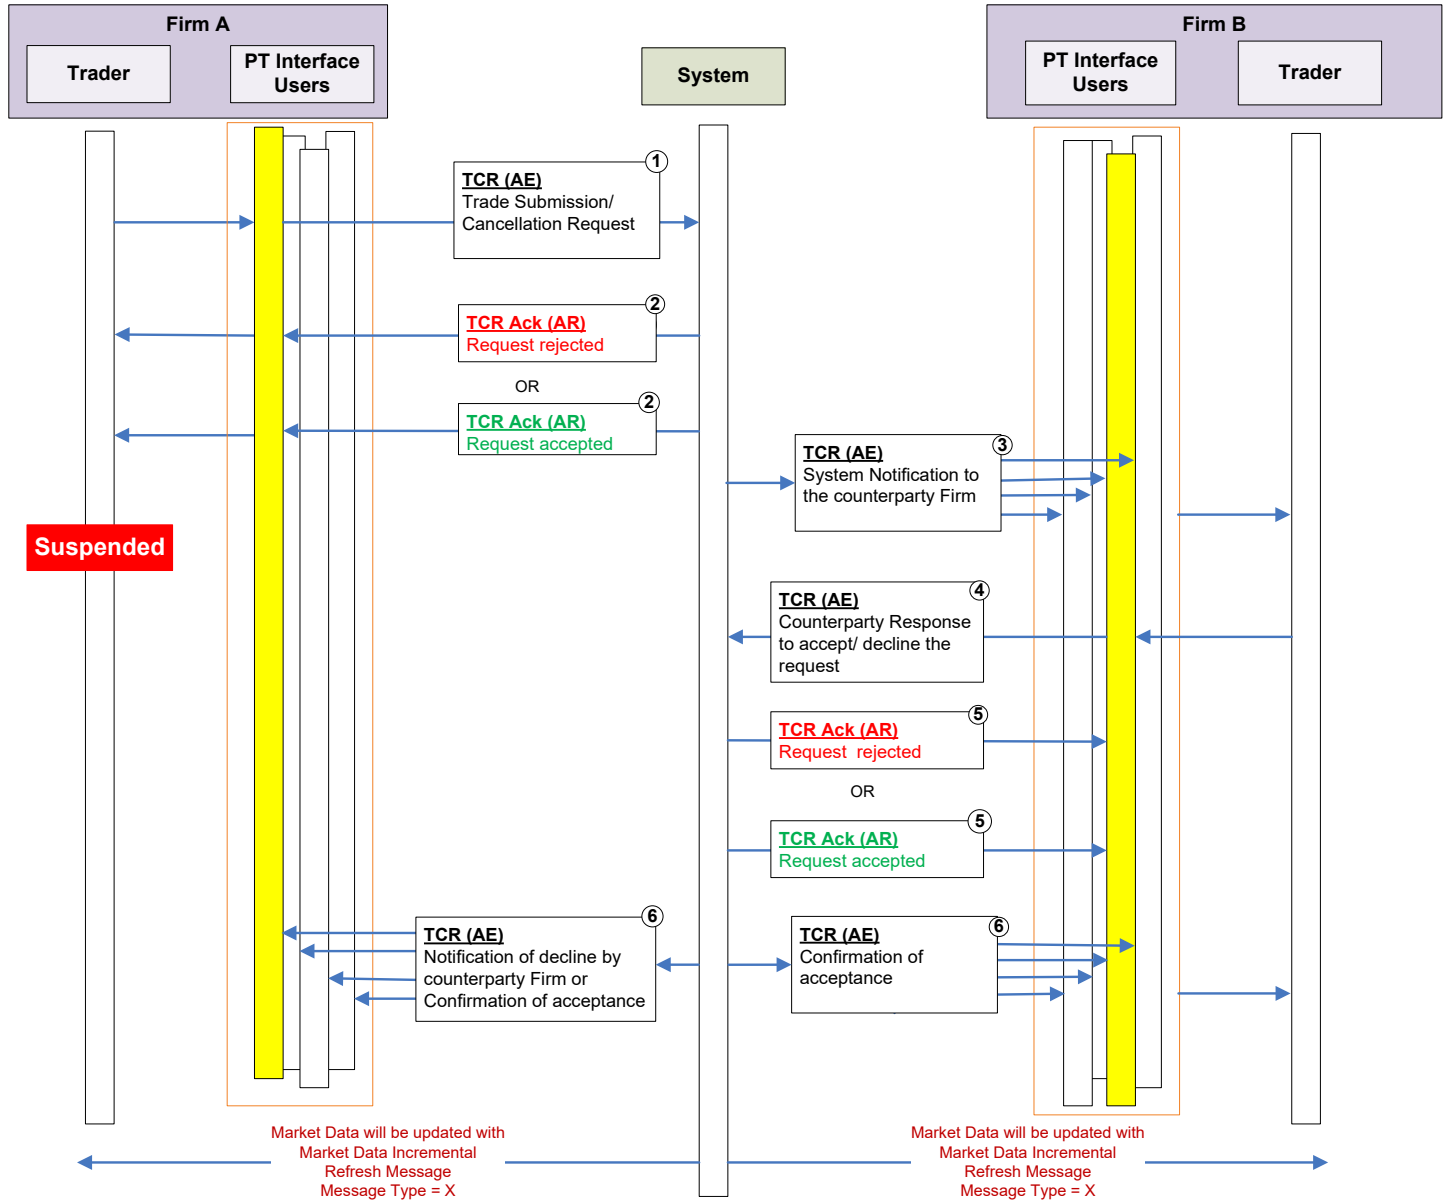 Firm A
Trader
PT Interface
Users
System
Firm B
PT Interface
Users
Trader
1
TCR (AE)
Trade Submission/
Cancellation Request
2
TCR Ack (AR)
Request rejected
OR
2
TCR Ack (AR)
Request accepted
3
TCR (AE)
System Notification to
the counterparty Firm
Suspended
4
TCR (AE)
Counterparty Response
to accept/ decline the
request
5
TCR Ack (AR)
Request  rejected
OR
5
TCR Ack (AR)
Request accepted
6
TCR (AE)
Notification of decline by
counterparty Firm or
Confirmation of acceptance
6
TCR (AE)
Confirmation of
acceptance
Market Data will be updated with
Market Data Incremental
Refresh Message
Message Type = X
Market Data will be updated with
Market Data Incremental
Refresh Message
Message Type = X